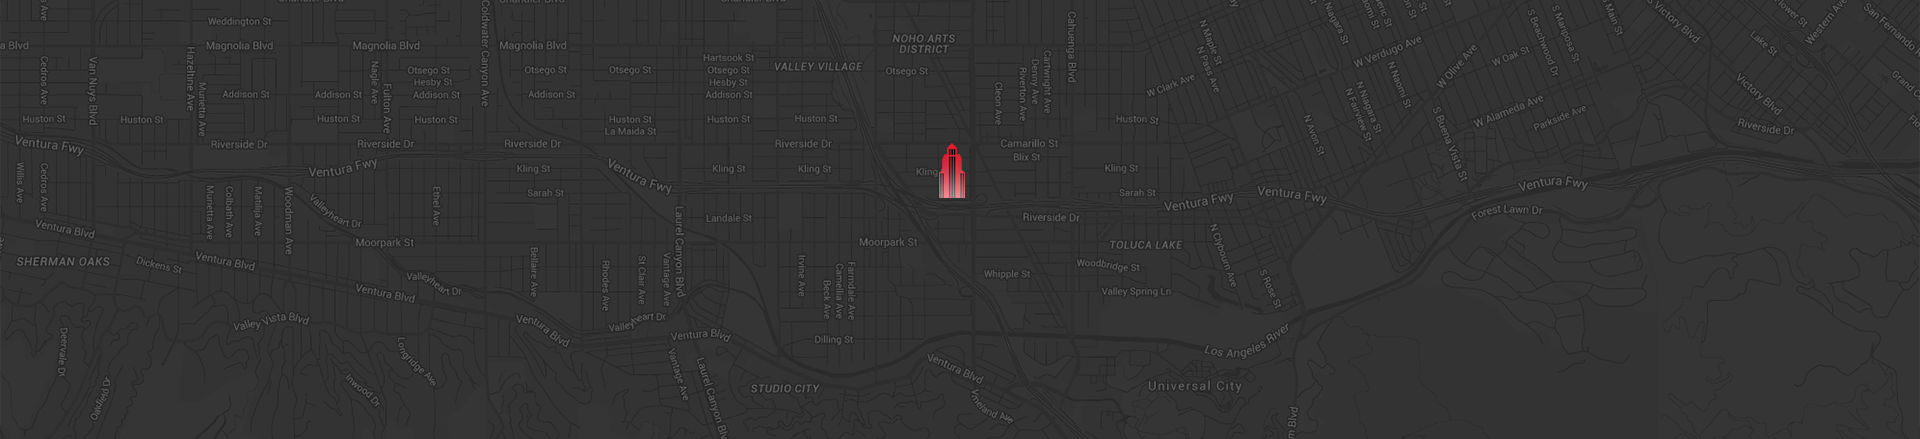 Chandler Blvd
Chandler Blvd
Chandler Blvd
Weddington St
Magnolia Blvd
Magnolia Blvd
Magnolia Blvd
a Blvd
NOHO ARTS
DISTRICT
VALLEY VILLAGE
Hartsook St
Otsego St
Otsego St
Otsego St
Otsego St
Otsego St
Hesby St
Hesby St
Addison St
Addison St
Addison St
Addison St
Huston St
Huston St
Huston St
Huston St
Huston St
Huston St
Huston St
Huston St
La Maida St
Riverside Dr
Riverside Dr
Riverside Dr
Riverside Dr
Camarillo St
Blix St
Ventura Fwy
Ventura Fwy
Ventura Fwy
Ventura Fwy
Ventura Fwy
Ventura Fwy
Kling St
Kling St
Kling St
Kling
Kling St
Sarah St
Sarah St
Landale St
Riverside Dr
Moorpark St
Moorpark St
TOLUCA LAKE
Woodbridge St
Whipple St
Valley Spring Ln
SHERMAN OAKS
Dickens St
Ventura Blvd
Ventura Blvd
Ventura Blvd
Ventura Blvd
Ventura Blvd
Ventura Blvd
Valleyheart Dr
Valleyheart Dr
Valleyheart Dr
Valley Vista Blvd
Dilling St
STUDIO CITY
Universal City
Los Angeles River
Forest Lawn Dr
Riverside Dr
Cedros Ave
Cedros Ave
Willis Ave
Van Nuys Blvd
Hazeltine Ave
Murietta Ave
Murietta Ave
Colbath Ave
Matilija Ave
Woodman Ave
Nagle Ave
Fulton Ave
Ethel Ave
Coldwater Canyon Ave
Bellaire Ave
Rhodes Ave
St Clair Ave
Vantage Ave
Vantage Ave
Laurel Canyon Blvd
Laurel Canyon Blv
Irvine Ave
Beck Ave
Camellia Ave
Farmdale Ave
Cleon Ave
Riverton Ave
Denny Ave
Cartwright Ave
Cahuenga Blvd
Vineland Ave
Deervale Dr
Oakfield Dr
Inwood Dr
Longridge Ave
N Clybourn Ave
S Rose St
n Blvd
W Clark Ave
N Maple St
N Pass Ave
N Avon St
N Niagara St
N Fairview St
N Naomi St
W Verdugo Ave
W Olive Ave
W Oak St
W Alameda Ave
Parkside Ave
S Buena Vista St
S Beachwood Dr
S Mariposa St
S Main St
Victory Blvd
Victory Blvd
Lake St
Flower St
Western Ave
San Fernando
Grand C
Flo